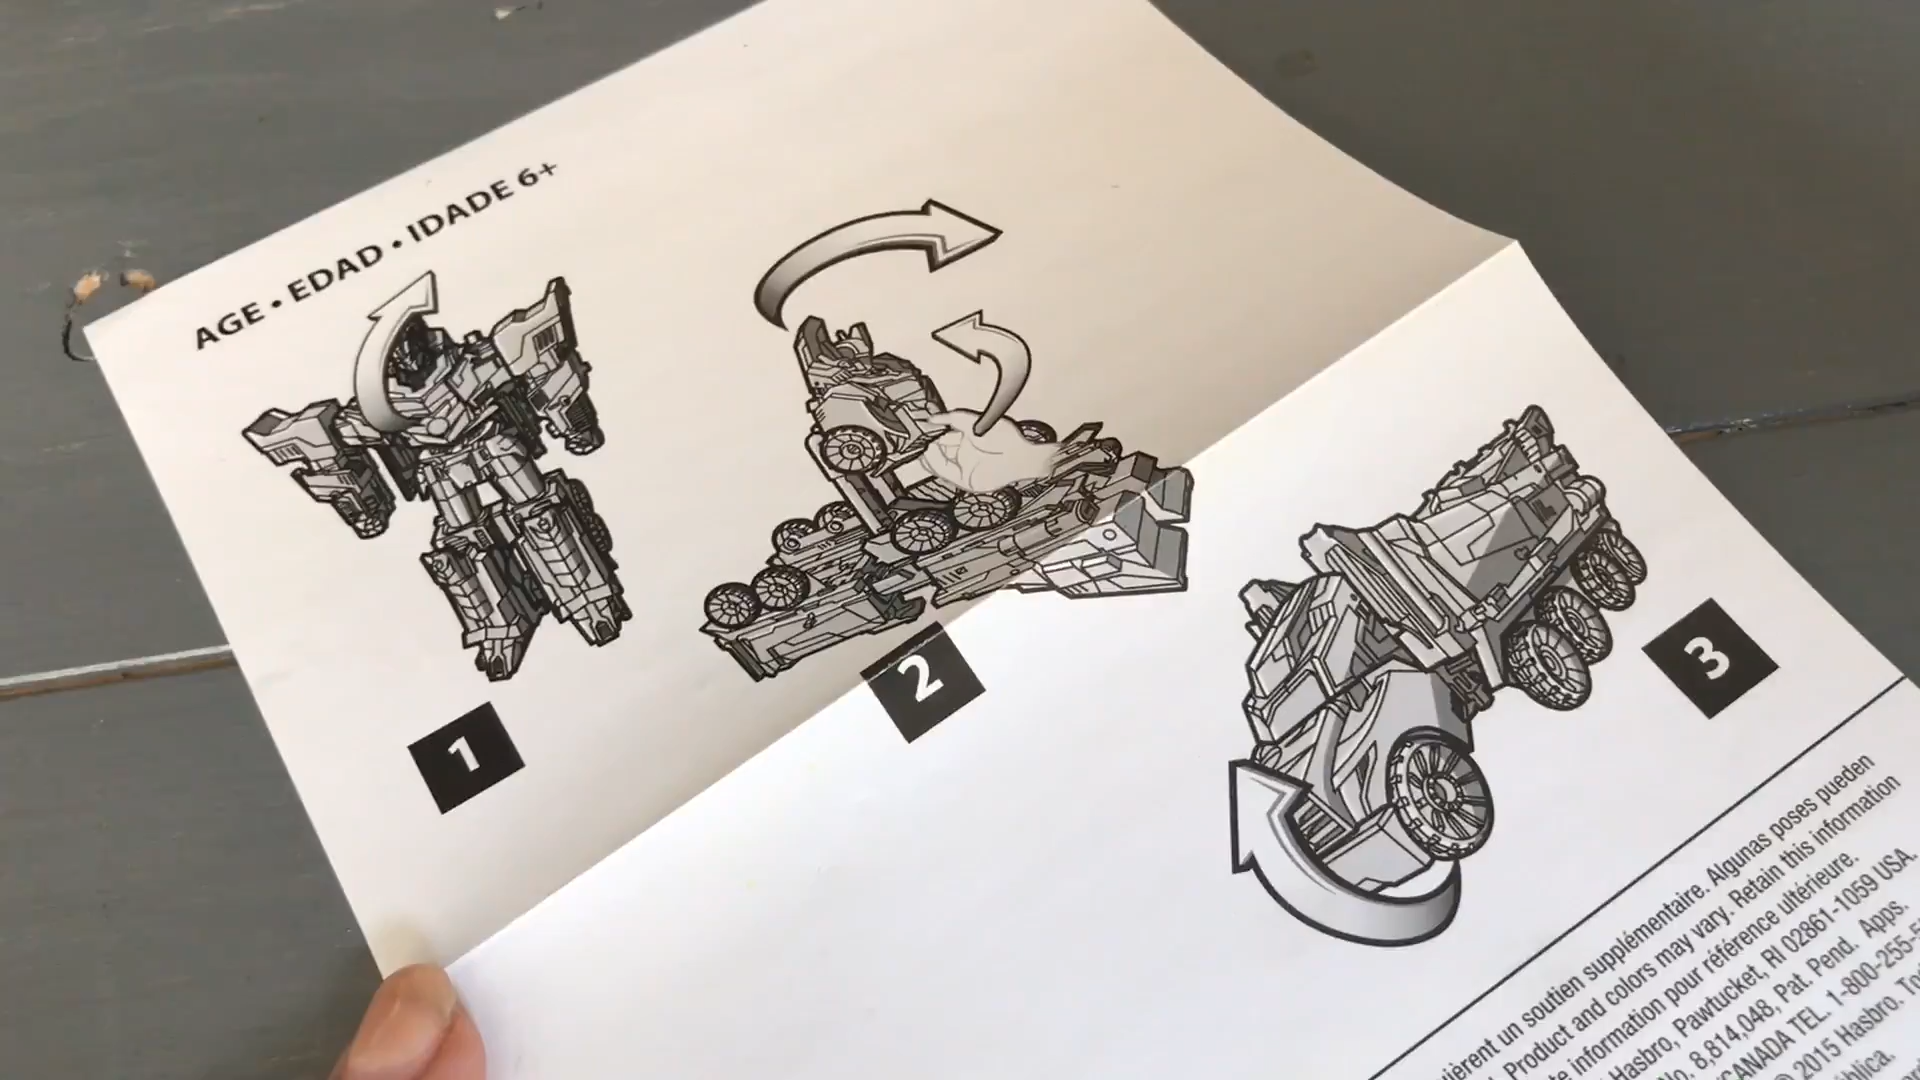 AGE • EDAD • IDADE 6+
1
2
3
un soutien supplémentaire. Algunas poses pueden
Product and colors may vary. Retain this information
information pour référence ultérieure.
Hasbro, Pawtucket, RI 02861-1059 USA.
No. 8,814,048, Pat. Pend. Apps.
CANADA TEL. 1-800-255-
© 2015 Hasbro.